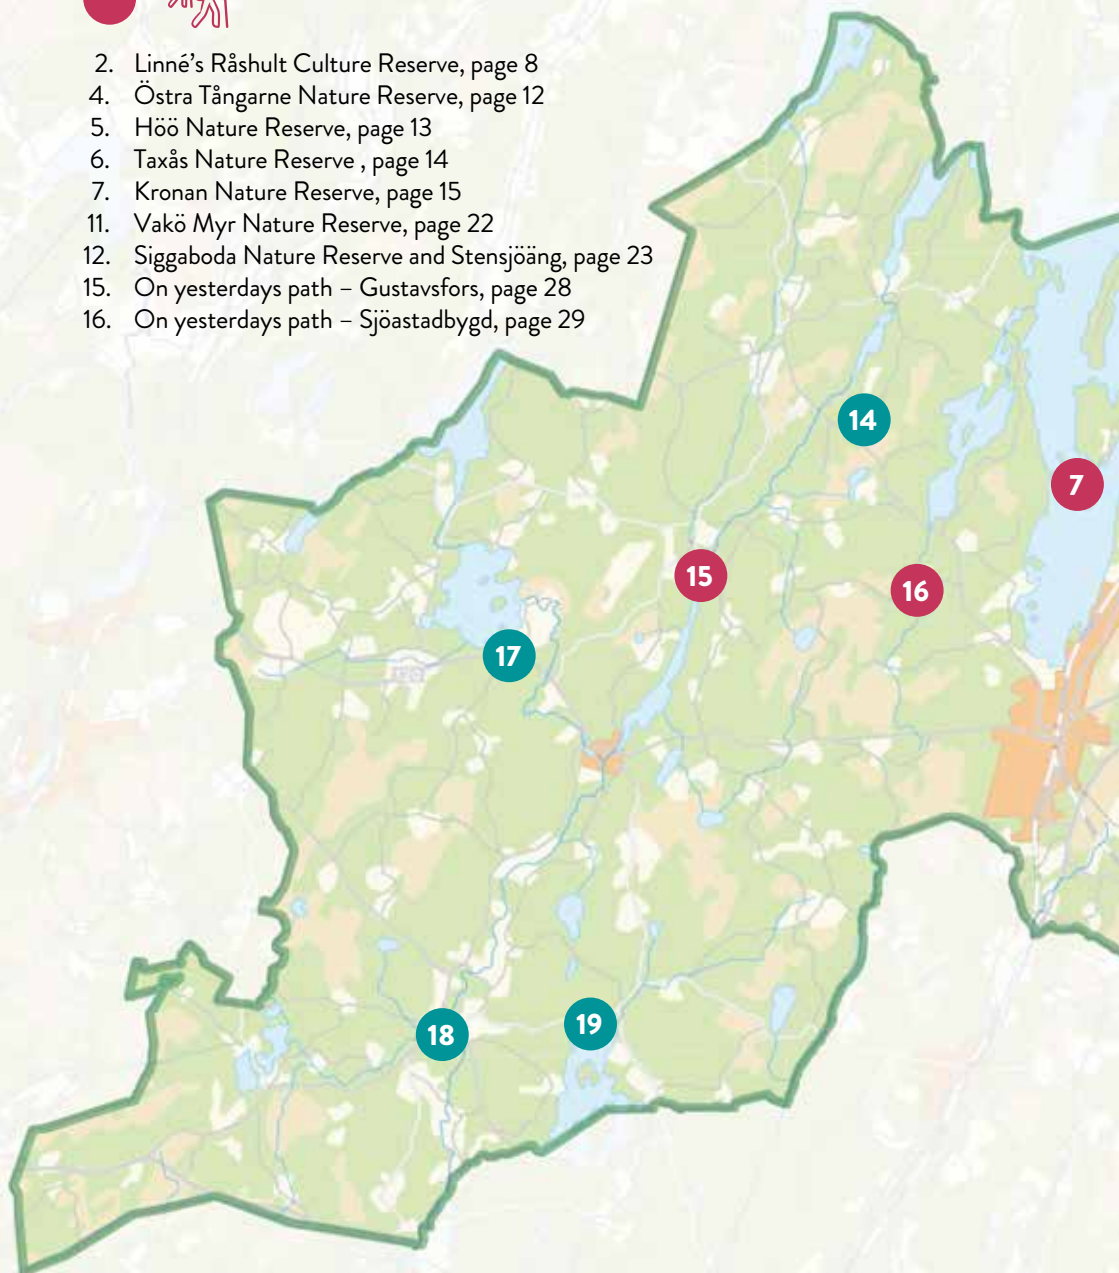 2. Linné's Råshult Culture Reserve, page 8
4. Östra Tångarne Nature Reserve, page 12
5. Höö Nature Reserve, page 13
6. Taxås Nature Reserve , page 14
7. Kronan Nature Reserve, page 15
11. Vakö Myr Nature Reserve, page 22
12. Siggaboda Nature Reserve and Stensjöäng, page 23
15. On yesterdays path – Gustavsfors, page 28
16. On yesterdays path – Sjöastadbygd, page 29
14
7
15
16
17
18
19